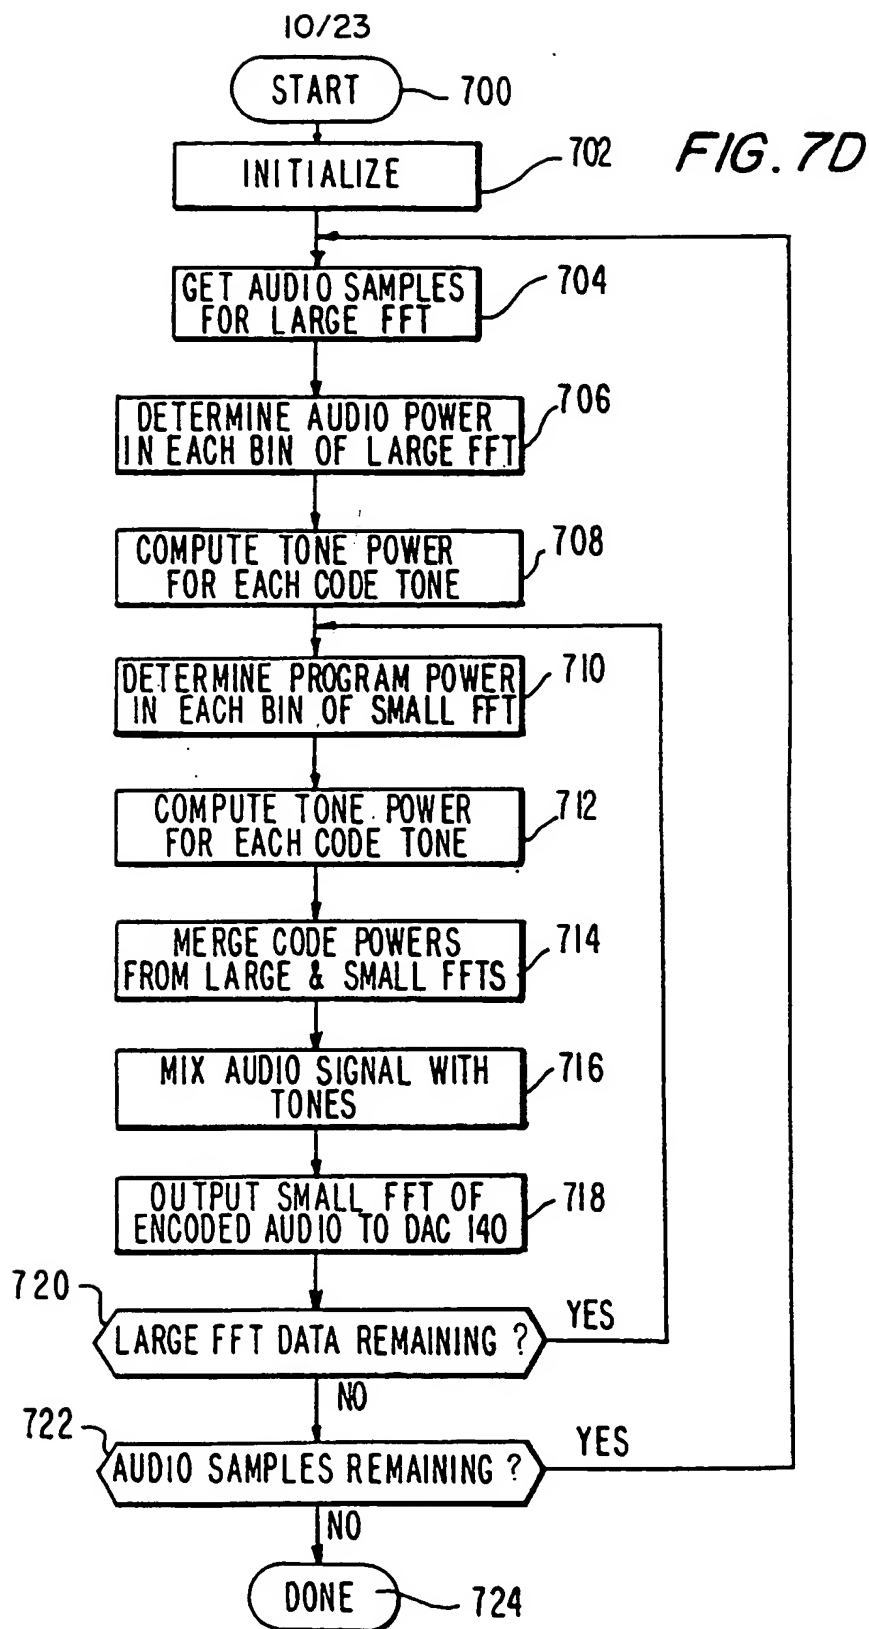 10/23
START
700
FIG. 7D
INITIALIZE
702
GET AUDIO SAMPLES
FOR LARGE FFT
704
DETERMINE AUDIO POWER
IN EACH BIN OF LARGE FFT
706
COMPUTE TONE POWER
FOR EACH CODE TONE
708
DETERMINE PROGRAM POWER
IN EACH BIN OF SMALL FFT
710
COMPUTE TONE POWER
FOR EACH CODE TONE
712
MERGE CODE POWERS
FROM LARGE & SMALL FFTS
714
MIX AUDIO SIGNAL WITH
TONES
716
OUTPUT SMALL FFT OF
ENCODED AUDIO TO DAC 140
718
720
LARGE FFT DATA REMAINING ?
YES
NO
722
AUDIO SAMPLES REMAINING ?
YES
NO
DONE
724